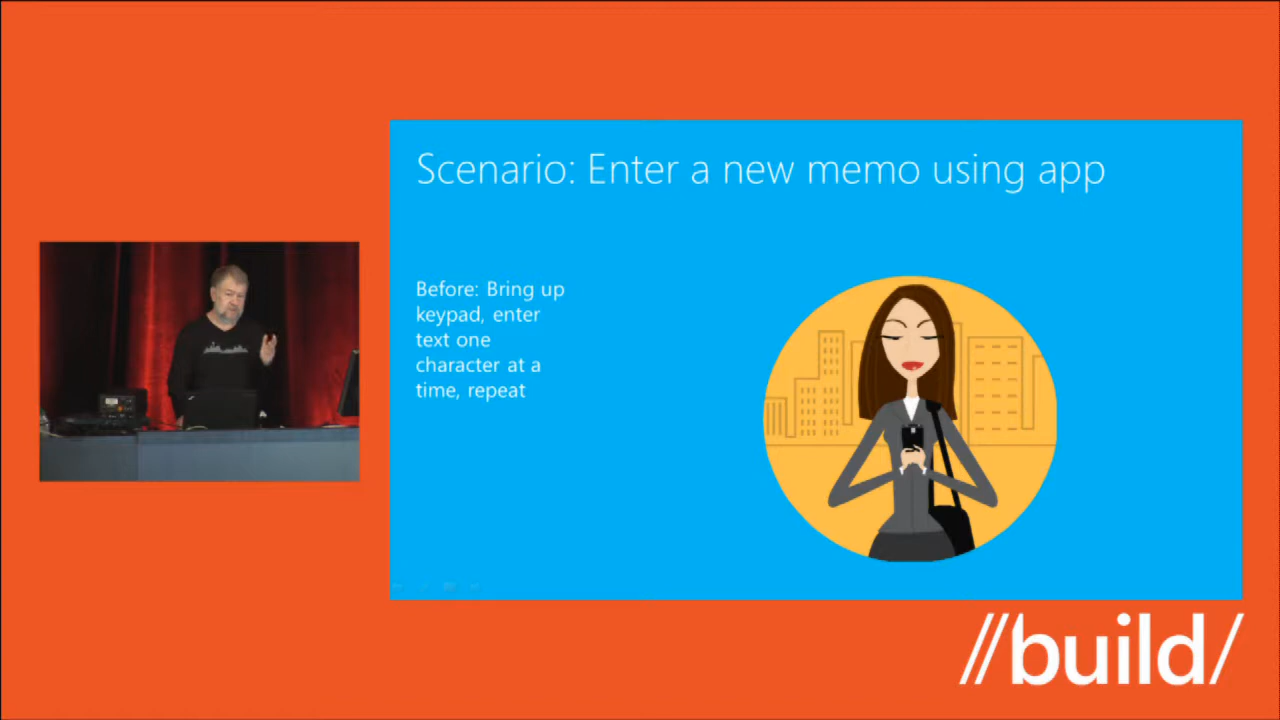 Scenario: Enter a new memo using app
Before: Bring up
keypad, enter
text one
character at a
time, repeat
//build/